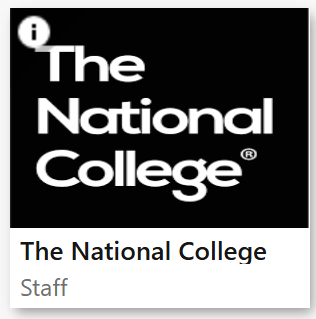 i
The
National
College®
The National College
Staff